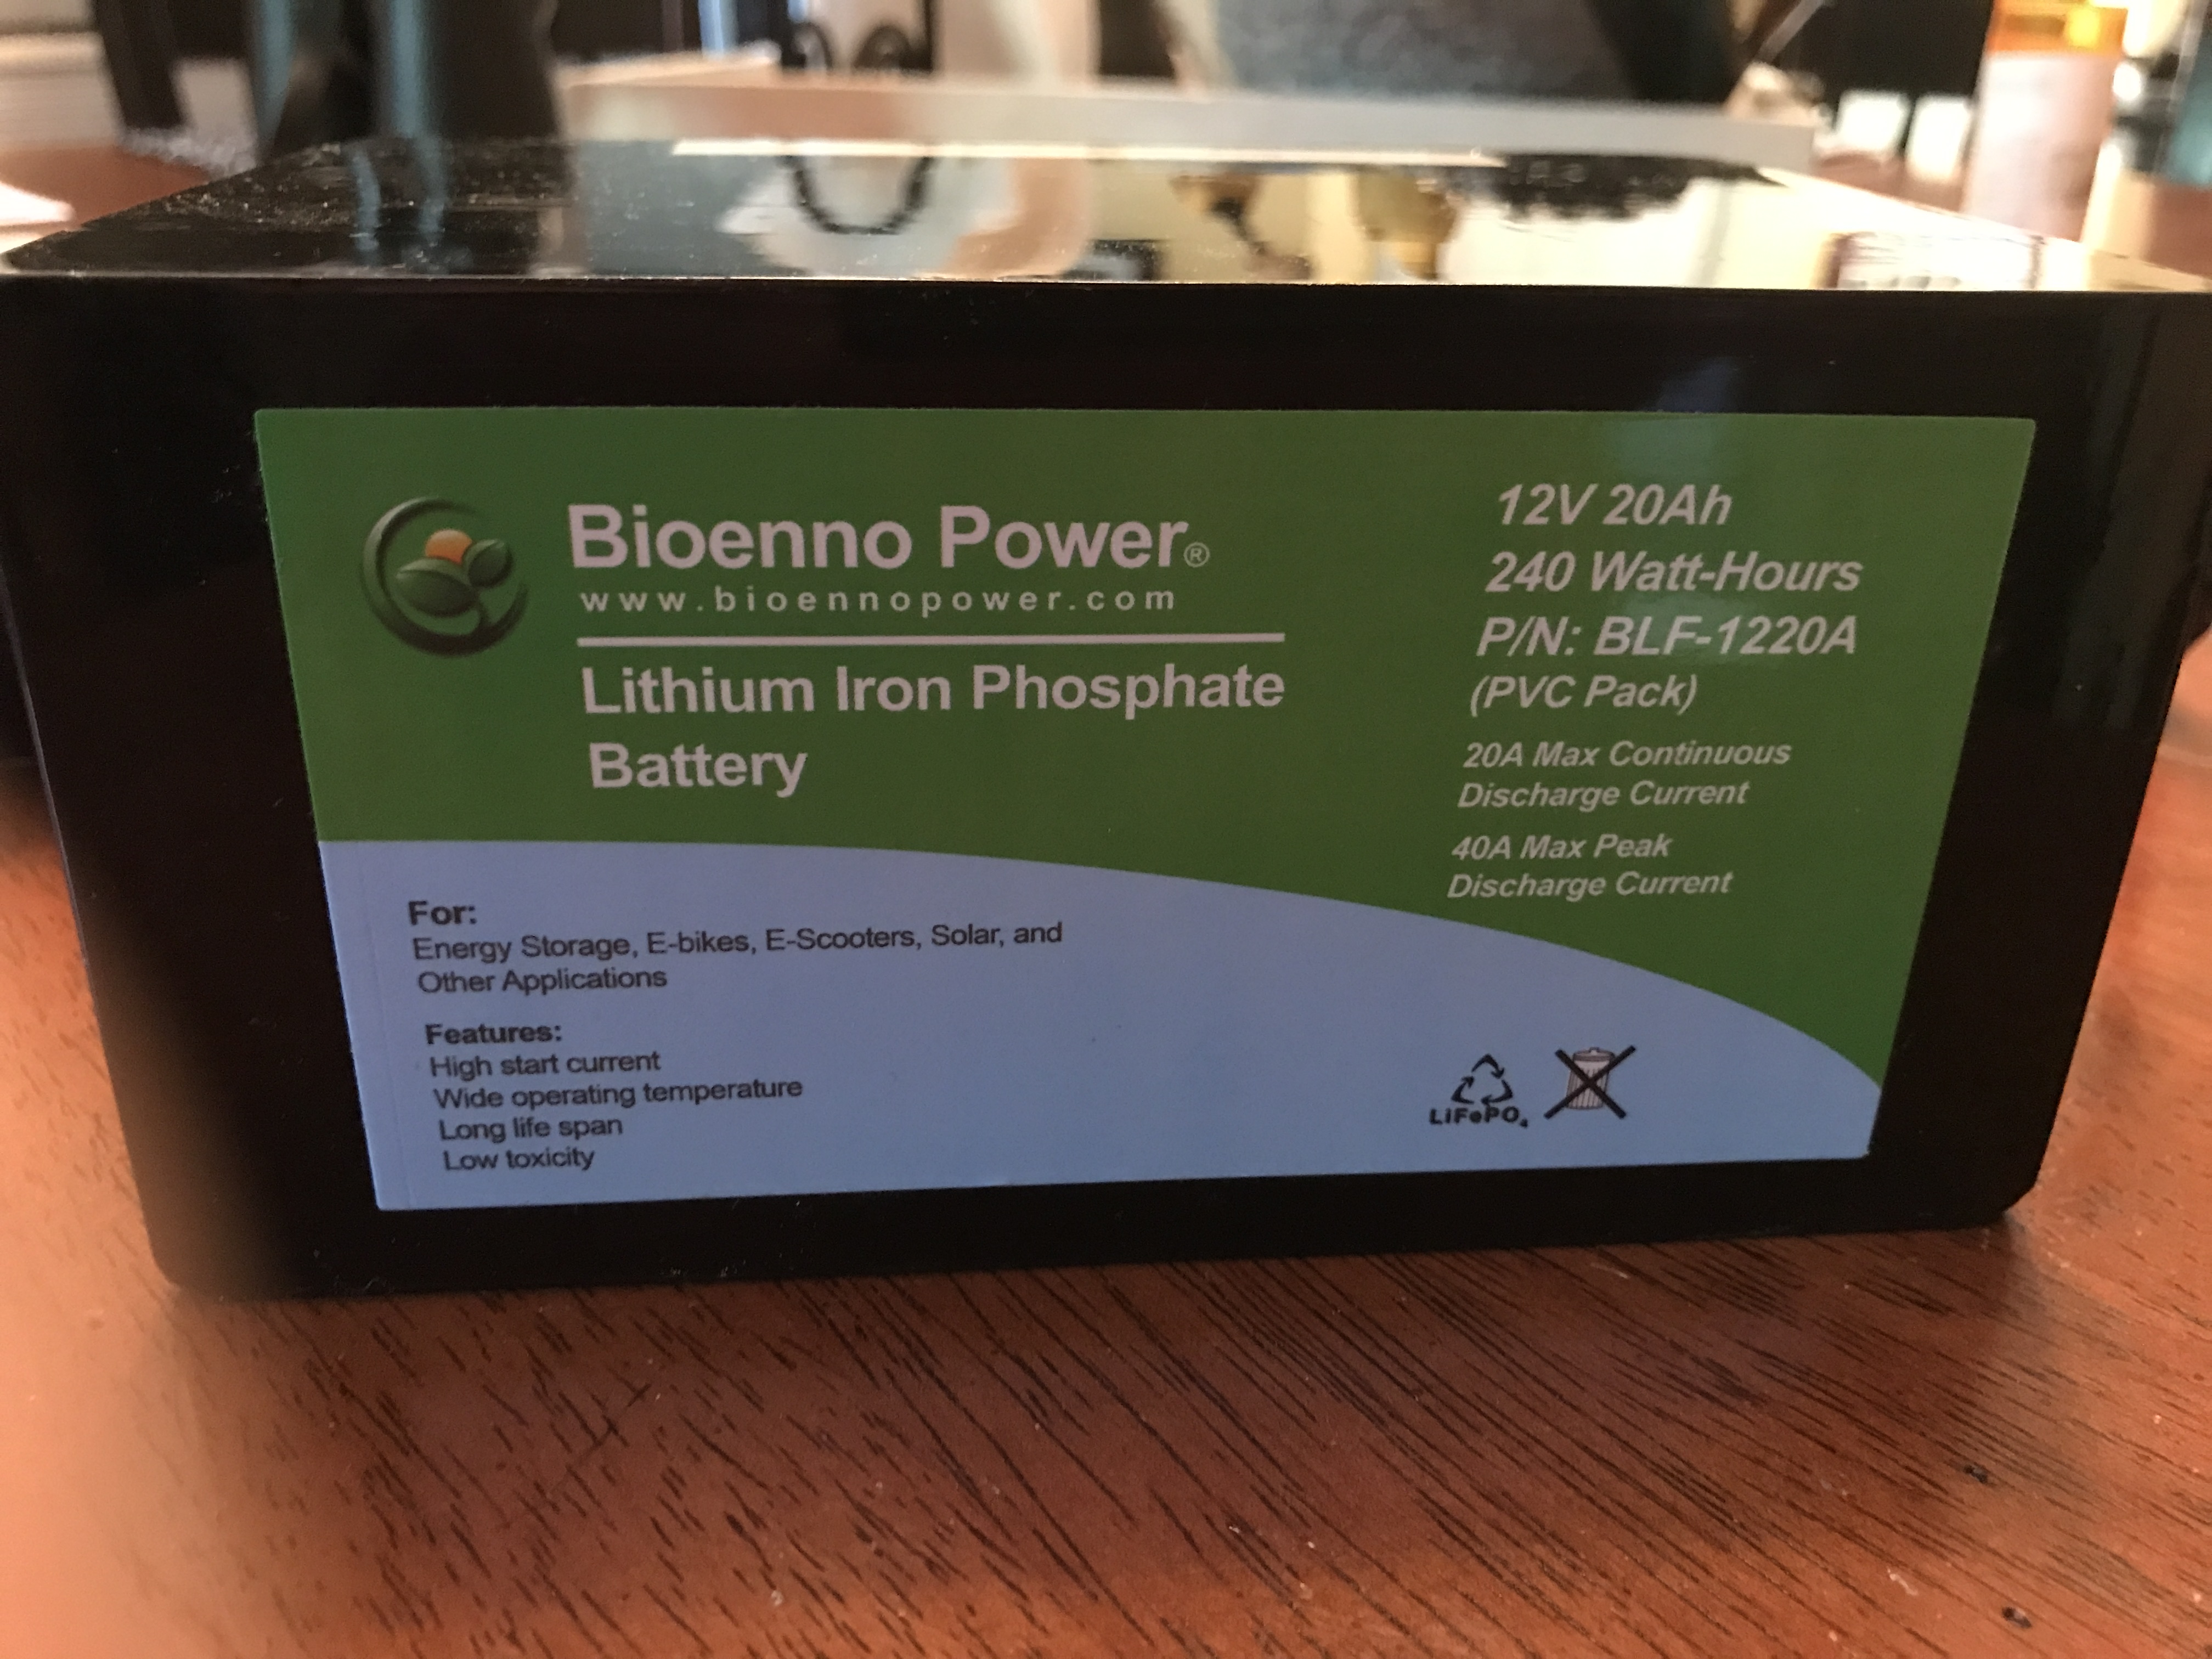 Bioenno Power®
www.bioennopower.com
Lithium Iron Phosphate
Battery
12V 20Ah
240 Watt-Hours
P/N: BLF-1220A
(PVC Pack)
20A Max Continuous
Discharge Current
40A Max Peak
Discharge Current
For:
Energy Storage, E-bikes, E-Scooters, Solar, and
Other Applications
Features:
High start current
Wide operating temperature
Long life span
Low toxicity
LiFePO₄